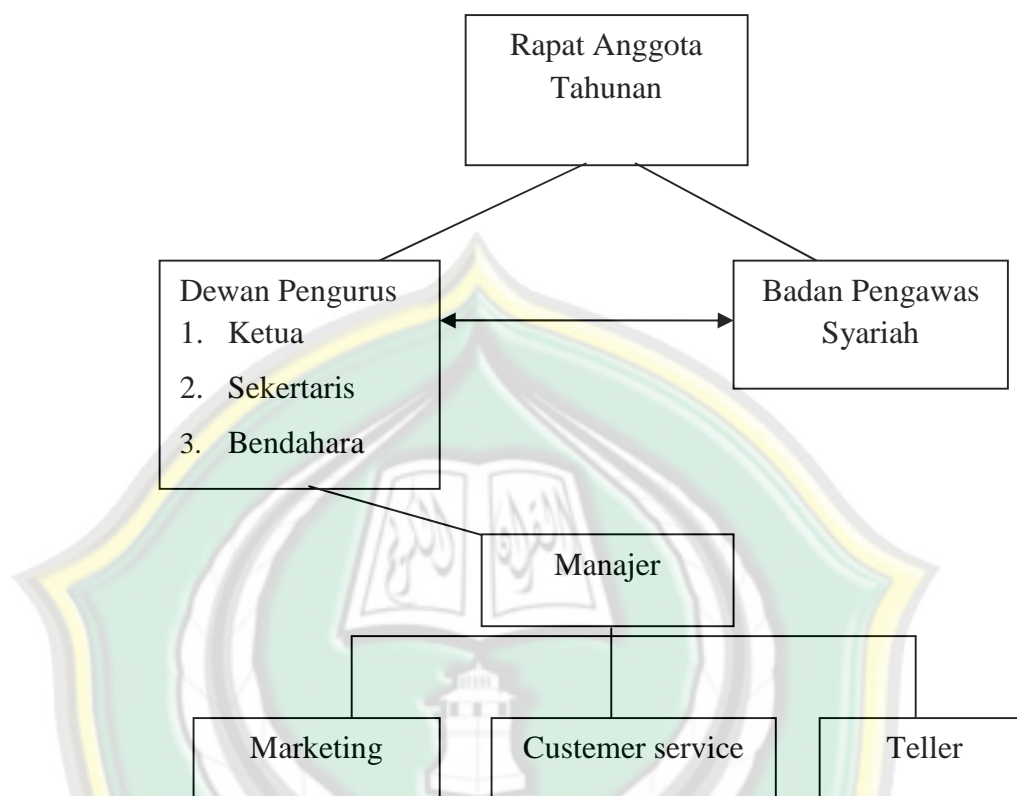 Rapat Anggota
Tahunan
Dewan Pengurus
1. Ketua
2. Sekertaris
3. Bendahara
Badan Pengawas
Syariah
Manajer
Marketing
Custemer service
Teller